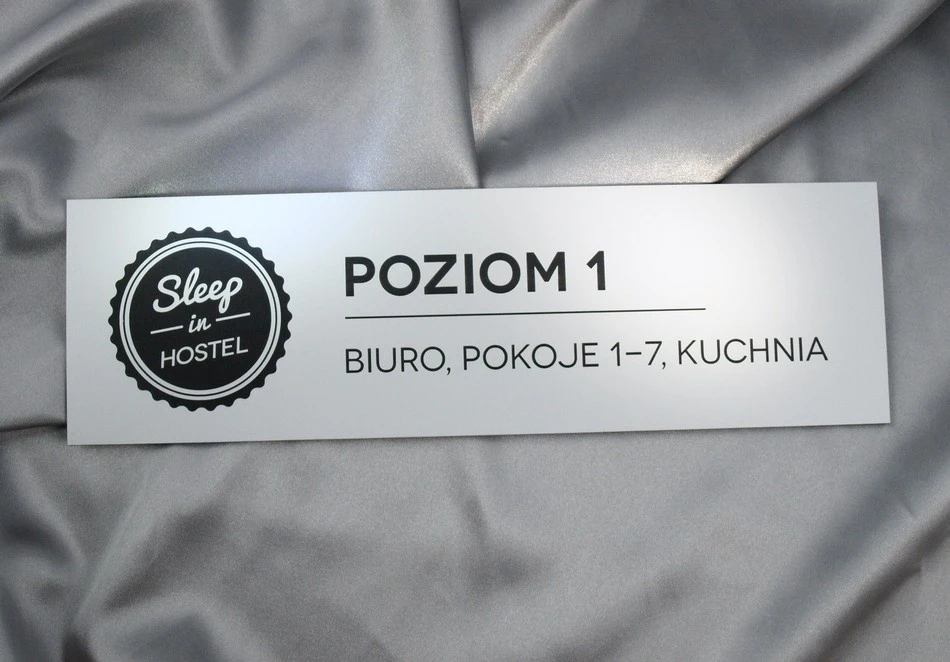 Sleep
in
HOSTEL
POZIOM 1
BIURO, POKOJE 1–7, KUCHNIA